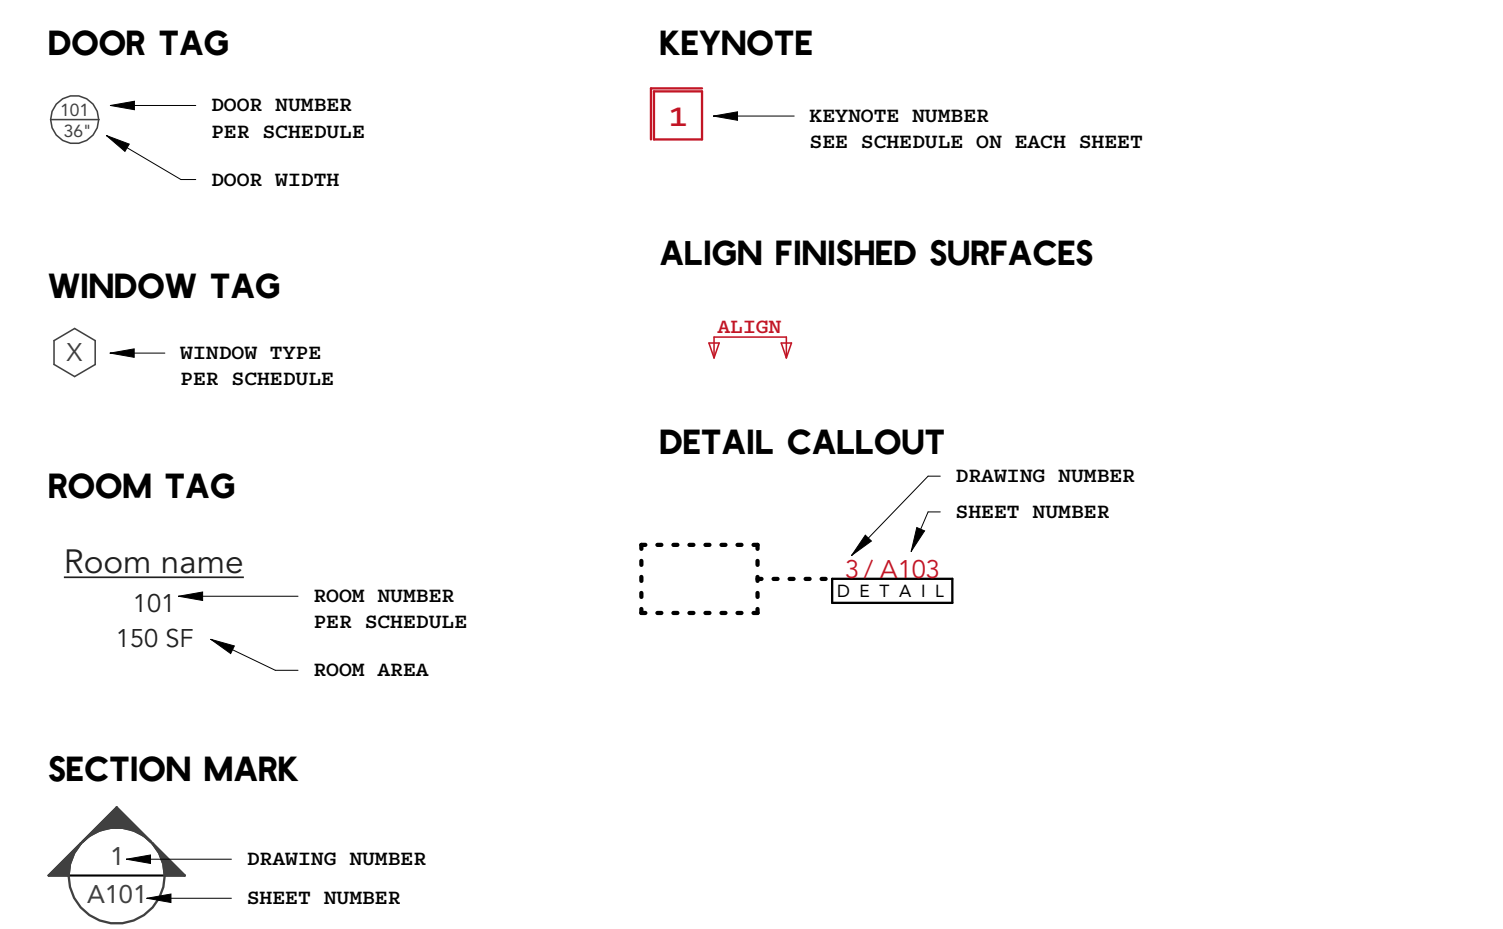 DOOR TAG
101
36"
DOOR NUMBER
PER SCHEDULE
DOOR WIDTH
WINDOW TAG
X
WINDOW TYPE
PER SCHEDULE
ROOM TAG
Room name
101
150 SF
ROOM NUMBER
PER SCHEDULE
ROOM AREA
SECTION MARK
1
A101
DRAWING NUMBER
SHEET NUMBER
KEYNOTE
1
KEYNOTE NUMBER
SEE SCHEDULE ON EACH SHEET
ALIGN FINISHED SURFACES
ALIGN
DETAIL CALLOUT
DRAWING NUMBER
SHEET NUMBER
3/ A103
DETAIL